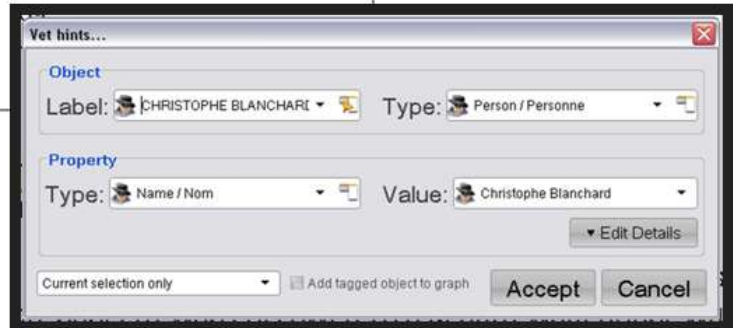 Vet hints...
Object
Label: CHRISTOPHE BLANCHARD Type: Person / Personne
Property
Type: Name / Nom Value: Christophe Blanchard
Edit Details
Current selection only Add tagged object to graph Accept Cancel